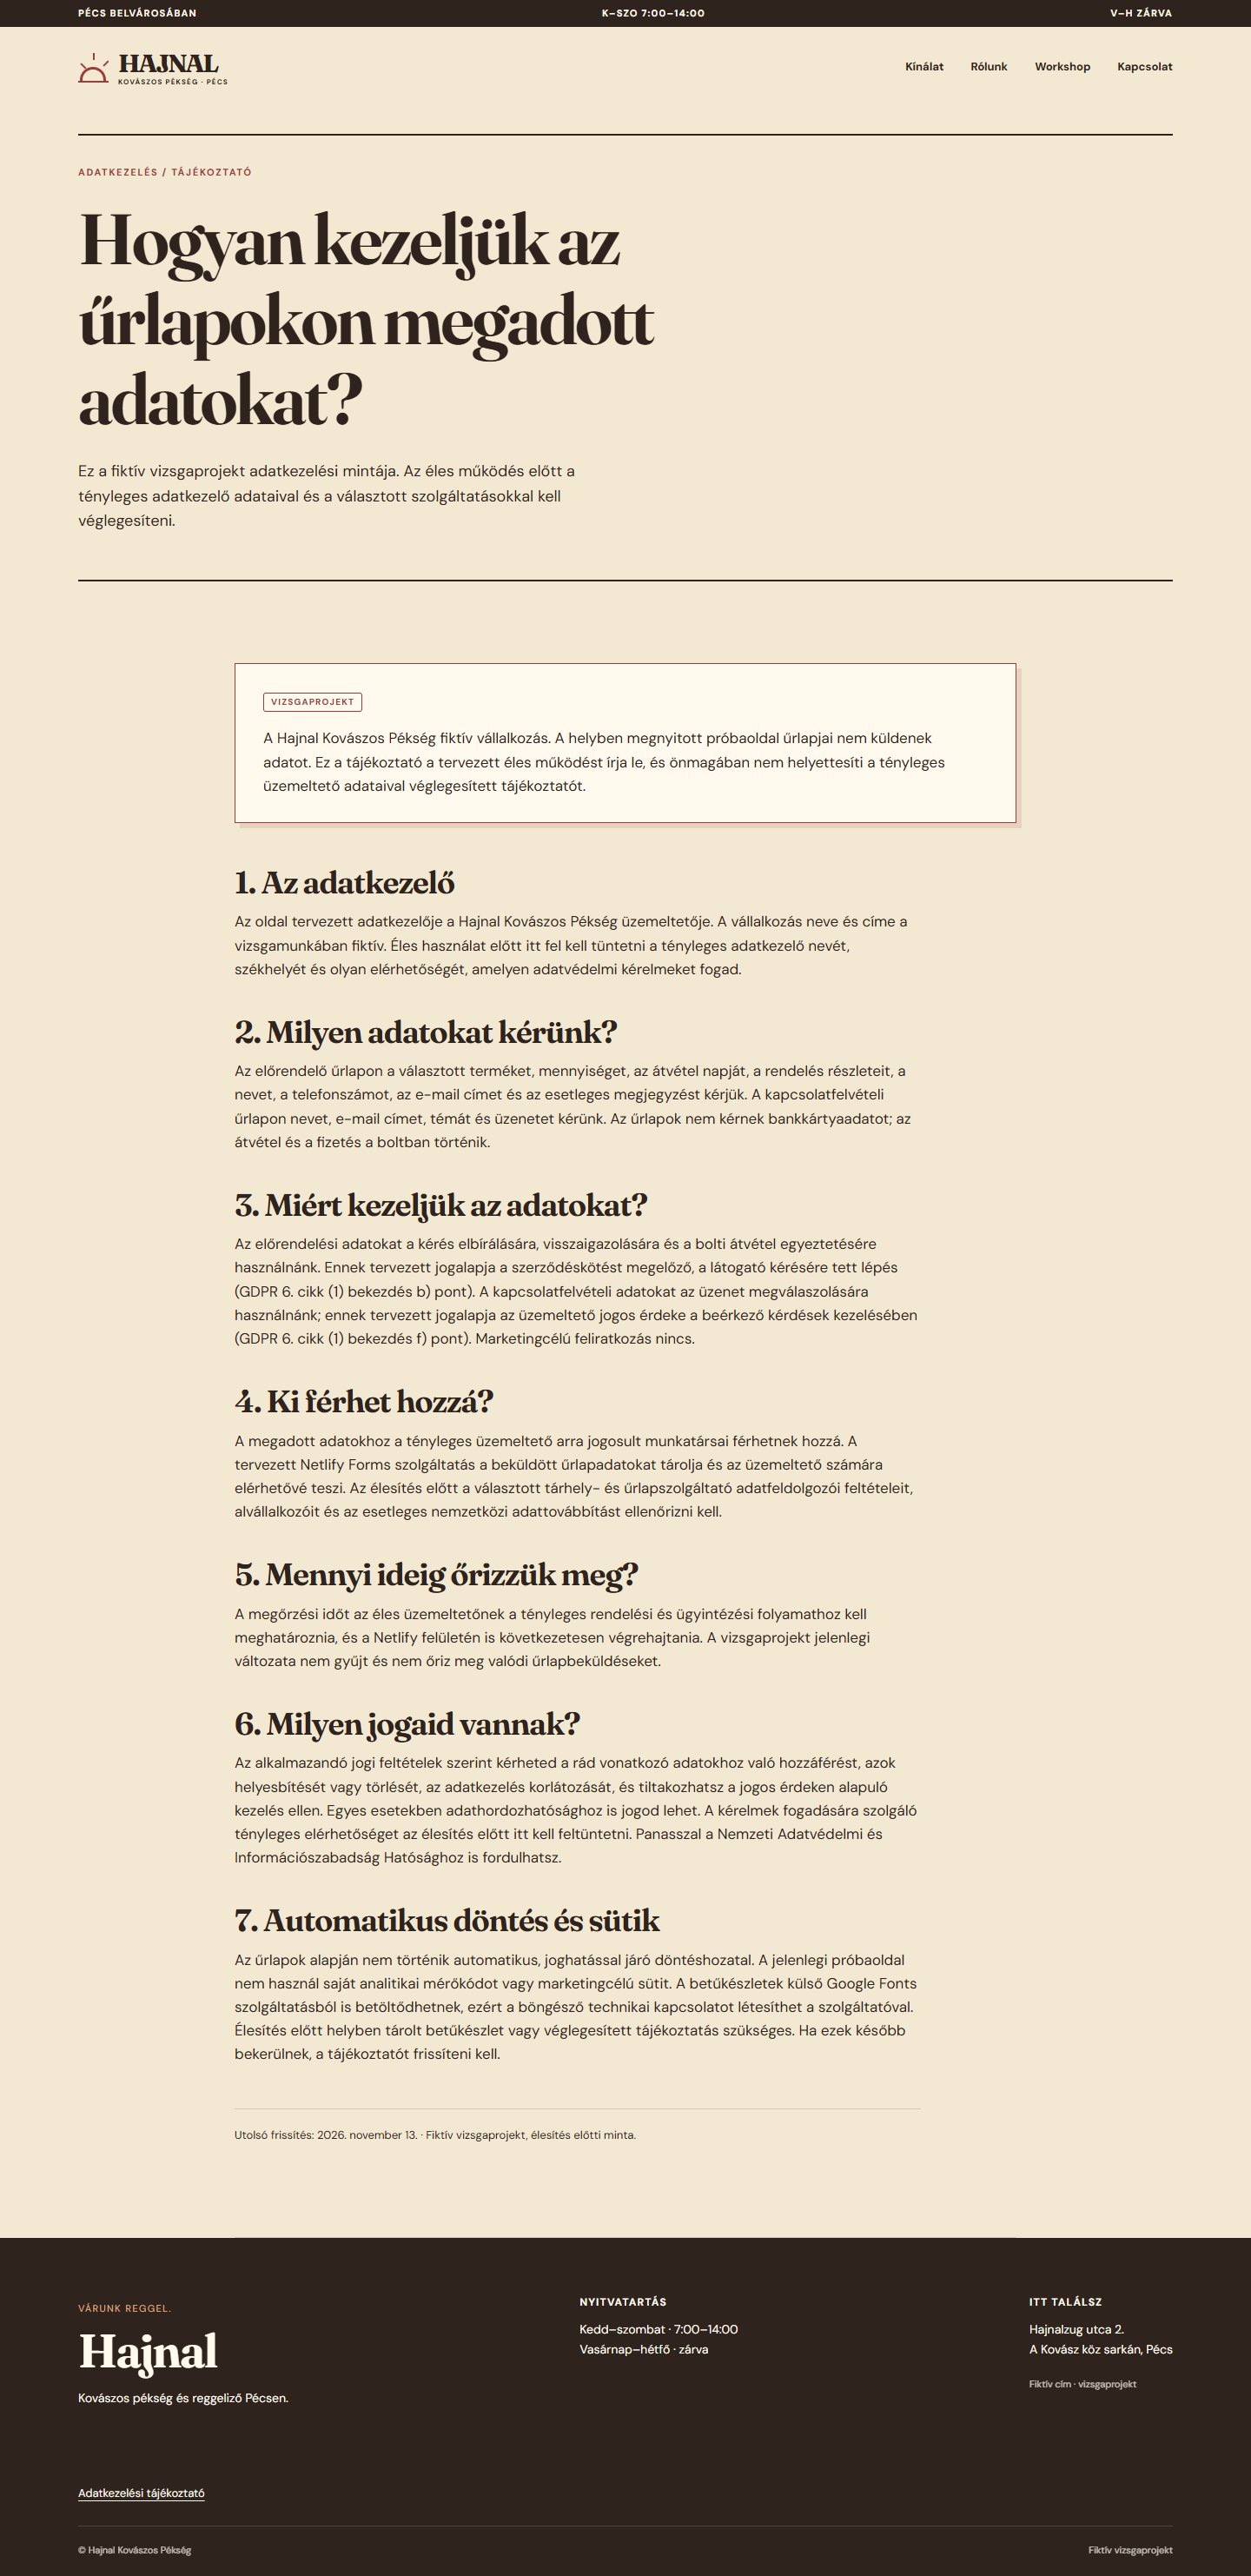 PÉCS BELVÁROSÁBAN
K–SZO 7:00–14:00
V–H ZÁRVA
HAJNAL
KOVÁSZOS PÉKSÉG · PÉCS
Kínálat
Rólunk
Workshop
Kapcsolat
ADATKEZELÉS / TÁJÉKOZTATÓ
Hogyan kezeljük az
űrlapokon megadott
adatokat?
Ez a fiktív vizsgaprojekt adatkezelési mintája. Az éles működés előtt a
tényleges adatkezelő adataival és a választott szolgáltatásokkal kell
véglegesíteni.
VIZSGAPROJEKT
A Hajnal Kovászos Pékség fiktív vállalkozás. A helyben megnyitott próbaoldal űrlapjai nem küldenek
adatot. Ez a tájékoztató a tervezett éles működést írja le, és önmagában nem helyettesíti a tényleges
üzemeltető adataival véglegesített tájékoztatót.
1. Az adatkezelő
Az oldal tervezett adatkezelője a Hajnal Kovászos Pékség üzemeltetője. A vállalkozás neve és címe a
vizsgamunkában fiktív. Éles használat előtt itt fel kell tüntetni a tényleges adatkezelő nevét,
székhelyét és olyan elérhetőségét, amelyen adatvédelmi kérelmeket fogad.
2. Milyen adatokat kérünk?
Az előrendelő űrlapon a választott terméket, mennyiséget, az átvétel napját, a rendelés részleteit, a
nevet, a telefonszámot, az e-mail címet és az esetleges megjegyzést kérjük. A kapcsolatfelvételi
űrlapon nevet, e-mail címet, témát és üzenetet kérünk. Az űrlapok nem kérnek bankkártyaadatot; az
átvétel és a fizetés a boltban történik.
3. Miért kezeljük az adatokat?
Az előrendelési adatokat a kérés elbírálására, visszaigazolására és a bolti átvétel egyeztetésére
használnánk. Ennek tervezett jogalapja a szerződéskötést megelőző, a látogató kérésére tett lépés
(GDPR 6. cikk (1) bekezdés b) pont). A kapcsolatfelvételi adatokat az üzenet megválaszolására
használnánk; ennek tervezett jogalapja az üzemeltető jogos érdeke a beérkező kérdések kezelésében
(GDPR 6. cikk (1) bekezdés f) pont). Marketingcélú feliratkozás nincs.
4. Ki férhet hozzá?
A megadott adatokhoz a tényleges üzemeltető arra jogosult munkatársai férhetnek hozzá. A
tervezett Netlify Forms szolgáltatás a beküldött űrlapadatokat tárolja és az üzemeltető számára
elérhetővé teszi. Az élesítés előtt a választott tárhely- és űrlapszolgáltató adatfeldolgozói feltételeit,
alvállalkozóit és az esetleges nemzetközi adattovábbítást ellenőrizni kell.
5. Mennyi ideig őrizzük meg?
A megőrzési időt az éles üzemeltetőnek a tényleges rendelési és ügyintézési folyamathoz kell
meghatároznia, és a Netlify felületén is következetesen végrehajtania. A vizsgaprojekt jelenlegi
változata nem gyűjt és nem őriz meg valódi űrlapbeküldéseket.
6. Milyen jogaid vannak?
Az alkalmazandó jogi feltételek szerint kérheted a rád vonatkozó adatokhoz való hozzáférést, azok
helyesbítését vagy törlését, az adatkezelés korlátozását, és tiltakozhatsz a jogos érdeken alapuló
kezelés ellen. Egyes esetekben adathordozhatósághoz is jogod lehet. A kérelmek fogadására szolgáló
tényleges elérhetőséget az élesítés előtt itt kell feltüntetni. Panasszal a Nemzeti Adatvédelmi és
Információszabadság Hatósághoz is fordulhatsz.
7. Automatikus döntés és sütik
Az űrlapok alapján nem történik automatikus, joghatással járó döntéshozatal. A jelenlegi próbaoldal
nem használ saját analitikai mérőkódot vagy marketingcélú sütit. A betűkészletek külső Google Fonts
szolgáltatásból is betöltődhetnek, ezért a böngésző technikai kapcsolatot létesíthet a szolgáltatóval.
Élesítés előtt helyben tárolt betűkészlet vagy véglegesített tájékoztatás szükséges. Ha ezek később
bekerülnek, a tájékoztatót frissíteni kell.
Utolsó frissítés: 2026. november 13. · Fiktív vizsgaprojekt, élesítés előtti minta.
VÁRUNK REGGEL.
Hajnal
Kovászos pékség és reggeliző Pécsen.
NYITVATARTÁS
Kedd–szombat · 7:00–14:00
Vasárnap–hétfő · zárva
ITT TALÁLSZ
Hajnalzug utca 2.
A Kovász köz sarkán, Pécs
Fiktív cím · vizsgaprojekt
Adatkezelési tájékoztató
© Hajnal Kovászos Pékség
Fiktív vizsgaprojekt